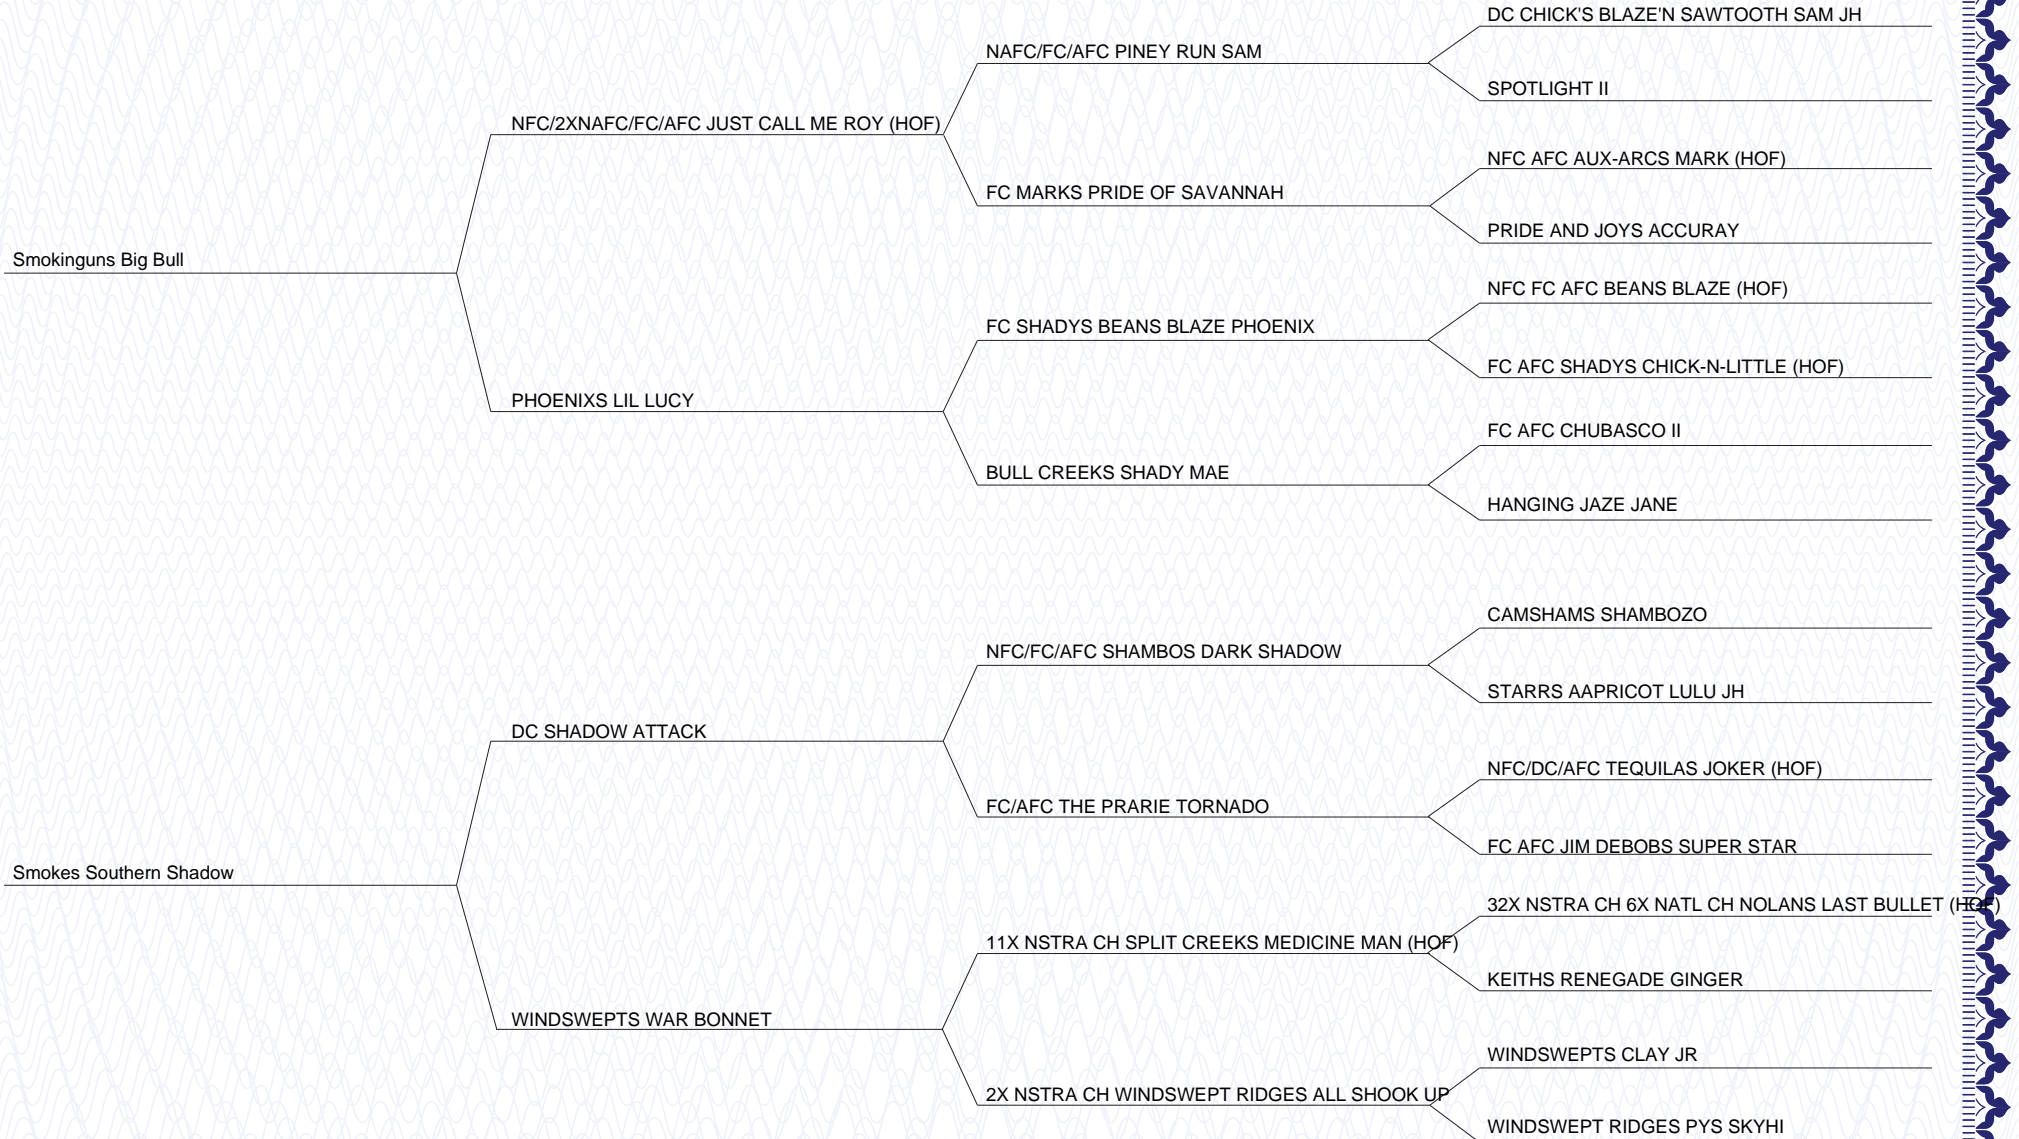 DC CHICK'S BLAZE'N SAWTOOTH SAM JH
NAFC/FC/AFC PINEY RUN SAM
SPOTLIGHT II
NFC/2XNAFC/FC/AFC JUST CALL ME ROY (HOF)
NFC AFC AUX-ARCS MARK (HOF)
FC MARKS PRIDE OF SAVANNAH
PRIDE AND JOYS ACCURAY
Smokinguns Big Bull
NFC FC AFC BEANS BLAZE (HOF)
FC SHADYS BEANS BLAZE PHOENIX
FC AFC SHADYS CHICK-N-LITTLE (HOF)
PHOENIXS LIL LUCY
FC AFC CHUBASCO II
BULL CREEKS SHADY MAE
HANGING JAZE JANE
CAMSHAMS SHAMBOZO
NFC/FC/AFC SHAMBOS DARK SHADOW
STARRS AAPRICOT LULU JH
DC SHADOW ATTACK
NFC/DC/AFC TEQUILAS JOKER (HOF)
FC/AFC THE PRARIE TORNADO
FC AFC JIM DEBOBS SUPER STAR
Smokes Southern Shadow
32X NSTRA CH 6X NATL CH NOLANS LAST BULLET (HOF)
11X NSTRA CH SPLIT CREEKS MEDICINE MAN (HOF)
KEITHS RENEGADE GINGER
WINDSWEPTS WAR BONNET
WINDSWEPTS CLAY JR
2X NSTRA CH WINDSWEPT RIDGES ALL SHOOK UP
WINDSWEPT RIDGES PYS SKYHI